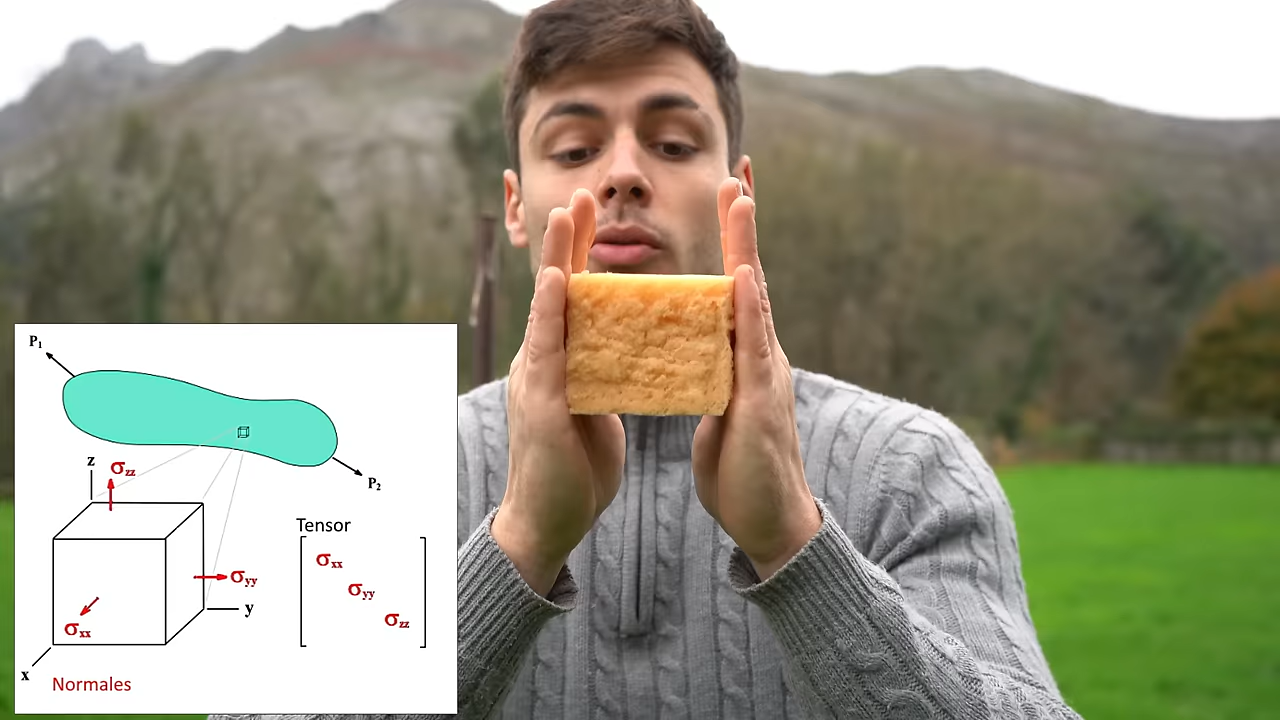 P₁
P₂
z
σzz
Tensor
σxx
σyy
σzz
σyy
y
σxx
x
Normales